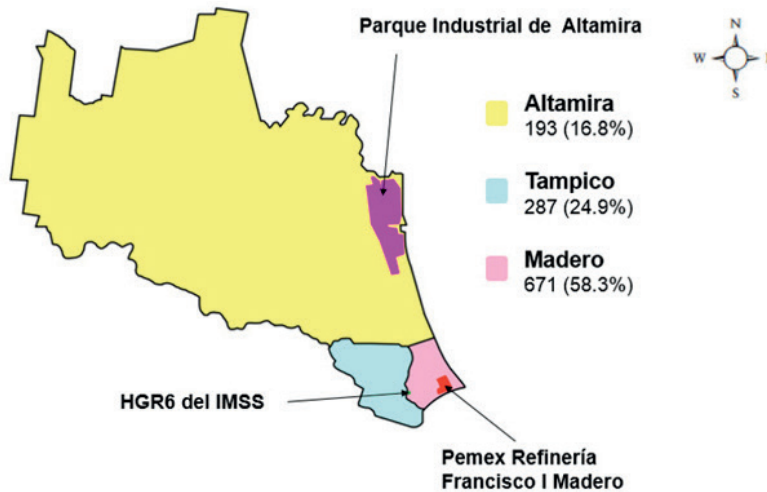 Parque Industrial de Altamira
N
W
S
Altamira
193 (16.8%)
Tampico
287 (24.9%)
Madero
671 (58.3%)
HGR6 del IMSS
Pemex Refinería
Francisco I Madero